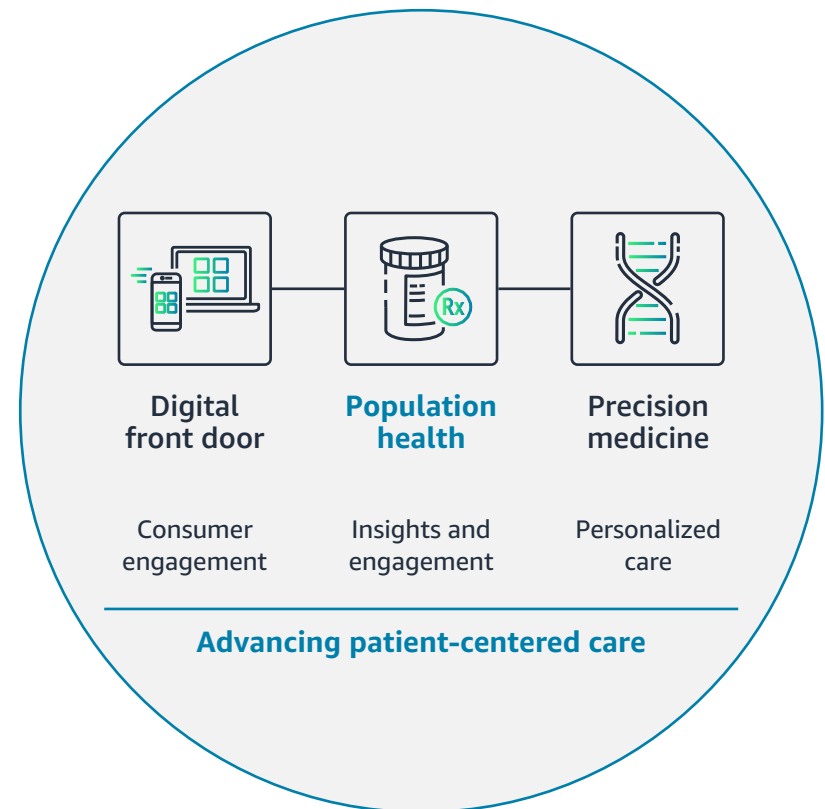 Rx
Digital
front door
Population
health
Precision
medicine
Consumer
engagement
Insights and
engagement
Personalized
care
Advancing patient-centered care